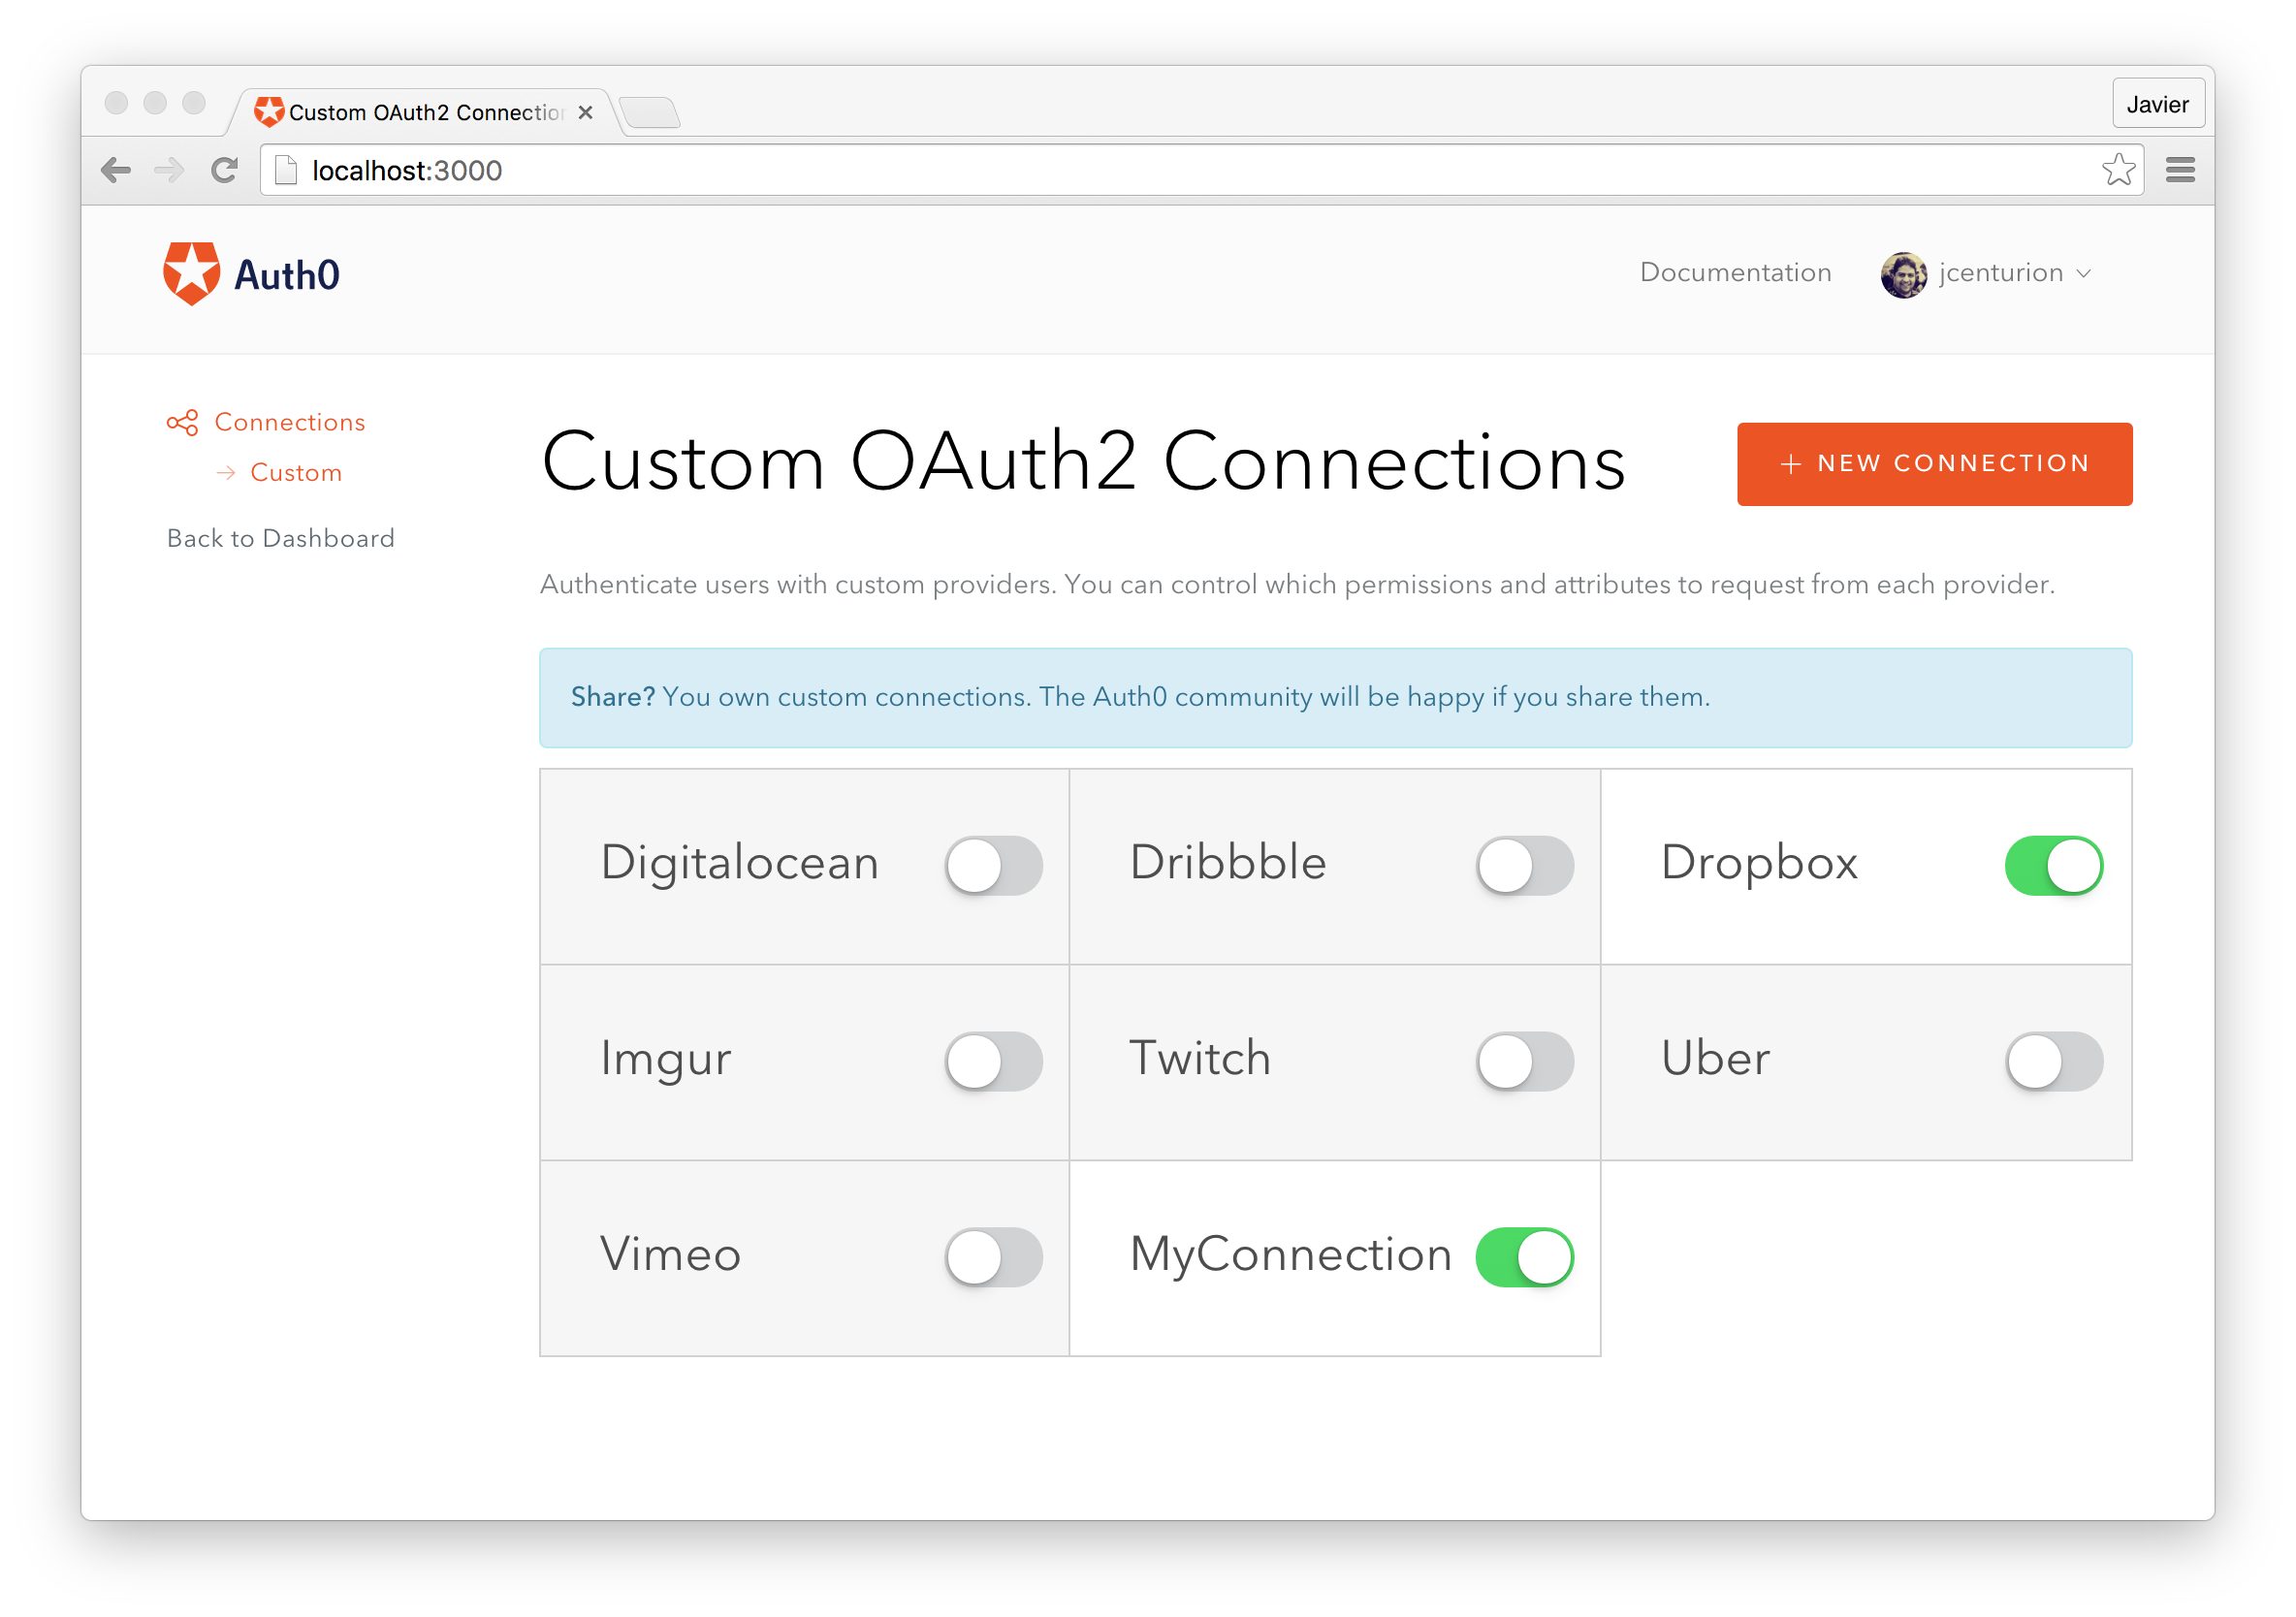 Custom OAuth2 Connection
Javier
localhost:3000
Auth0
Documentation
jcenturion
Connections
Custom
Back to Dashboard
Custom OAuth2 Connections
NEW CONNECTION
Authenticate users with custom providers. You can control which permissions and attributes to request from each provider.
Share? You own custom connections. The Auth0 community will be happy if you share them.
Digitalocean
Dribbble
Dropbox
Imgur
Twitch
Uber
Vimeo
MyConnection